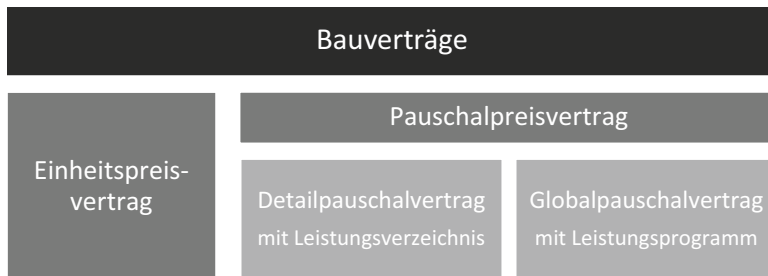 Bauverträge
Pauschalpreisvertrag
Einheitspreis-
vertrag
Detailpauschalvertrag
mit Leistungsverzeichnis
Globalpauschalvertrag
mit Leistungsprogramm